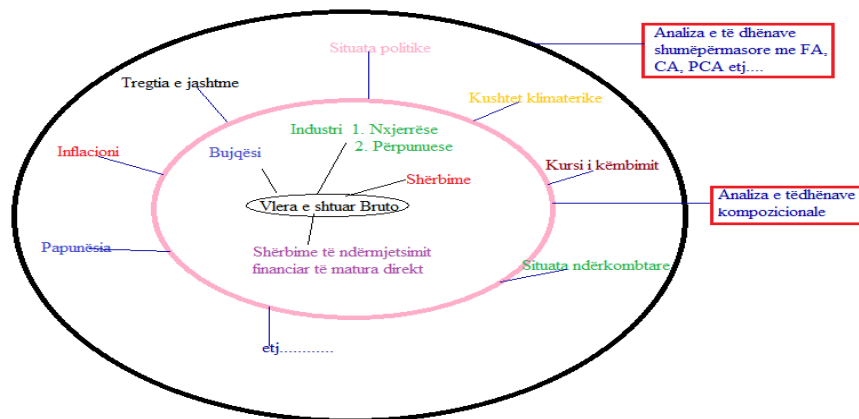 Situata politike
Analiza e të dhënave
shumëpërmasore me FA,
CA, PCA etj....
Tregtia e jashtme
Kushtet klimaterike
Industri 1. Nxjerrëse
2. Përpunuese
Inflacioni
Bujqësi
Kursi i këmbimit
Shërbime
Vlera e shtuar Bruto
Analiza e tëdhënave
kompozicionale
Papunësia
Shërbime të ndërmjetsimit
financiar të matura direkt
Situata ndërkombtare
etj............